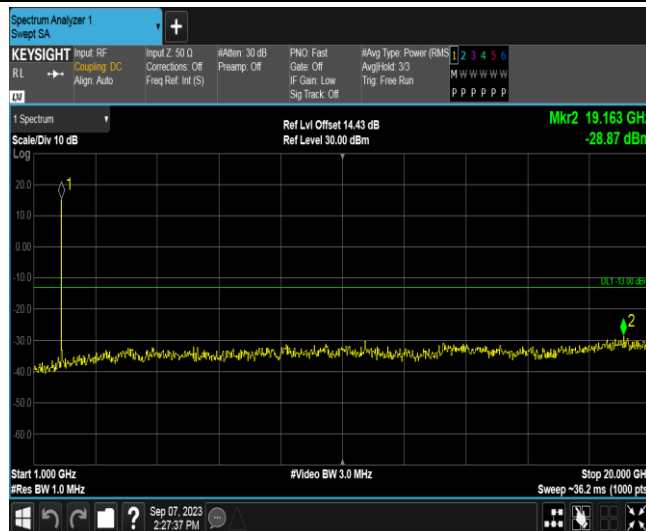 Spectrum Analyzer 1
Swept SA
+
KEYSIGHT Input: RF Input Z: 50 Ω #Atten: 30 dB PNO: Fast #Avg Type: Power (RMS 1 2 3 4 5 6
RL Coupling: DC Corrections: Off Preamp: Off Gate: Off Avg|Hold: 3/3 M W W W W W
Align: Auto Freq Ref: Int (S) IF Gain: Low Trig: Free Run
Sig Track: Off P P P P P P
LXI
1 Spectrum Ref Lvl Offset 14.43 dB Mkr2 19.163 GHz
Scale/Div 10 dB Ref Level 30.00 dBm -28.87 dBm
Log
1
20.0
10.0
0.00
-10.0
DL1 -13.00 dBm
-20.0
2
-30.0
-40.0
-50.0
-60.0
Start 1.000 GHz #Video BW 3.0 MHz Stop 20.000 GHz
#Res BW 1.0 MHz Sweep ~36.2 ms (1000 pts
? Sep 07, 2023
2:27:37 PM